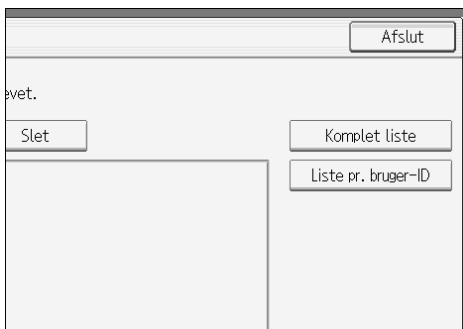 Afslut
evet.
Slet
Komplet liste
Liste pr. bruger-ID